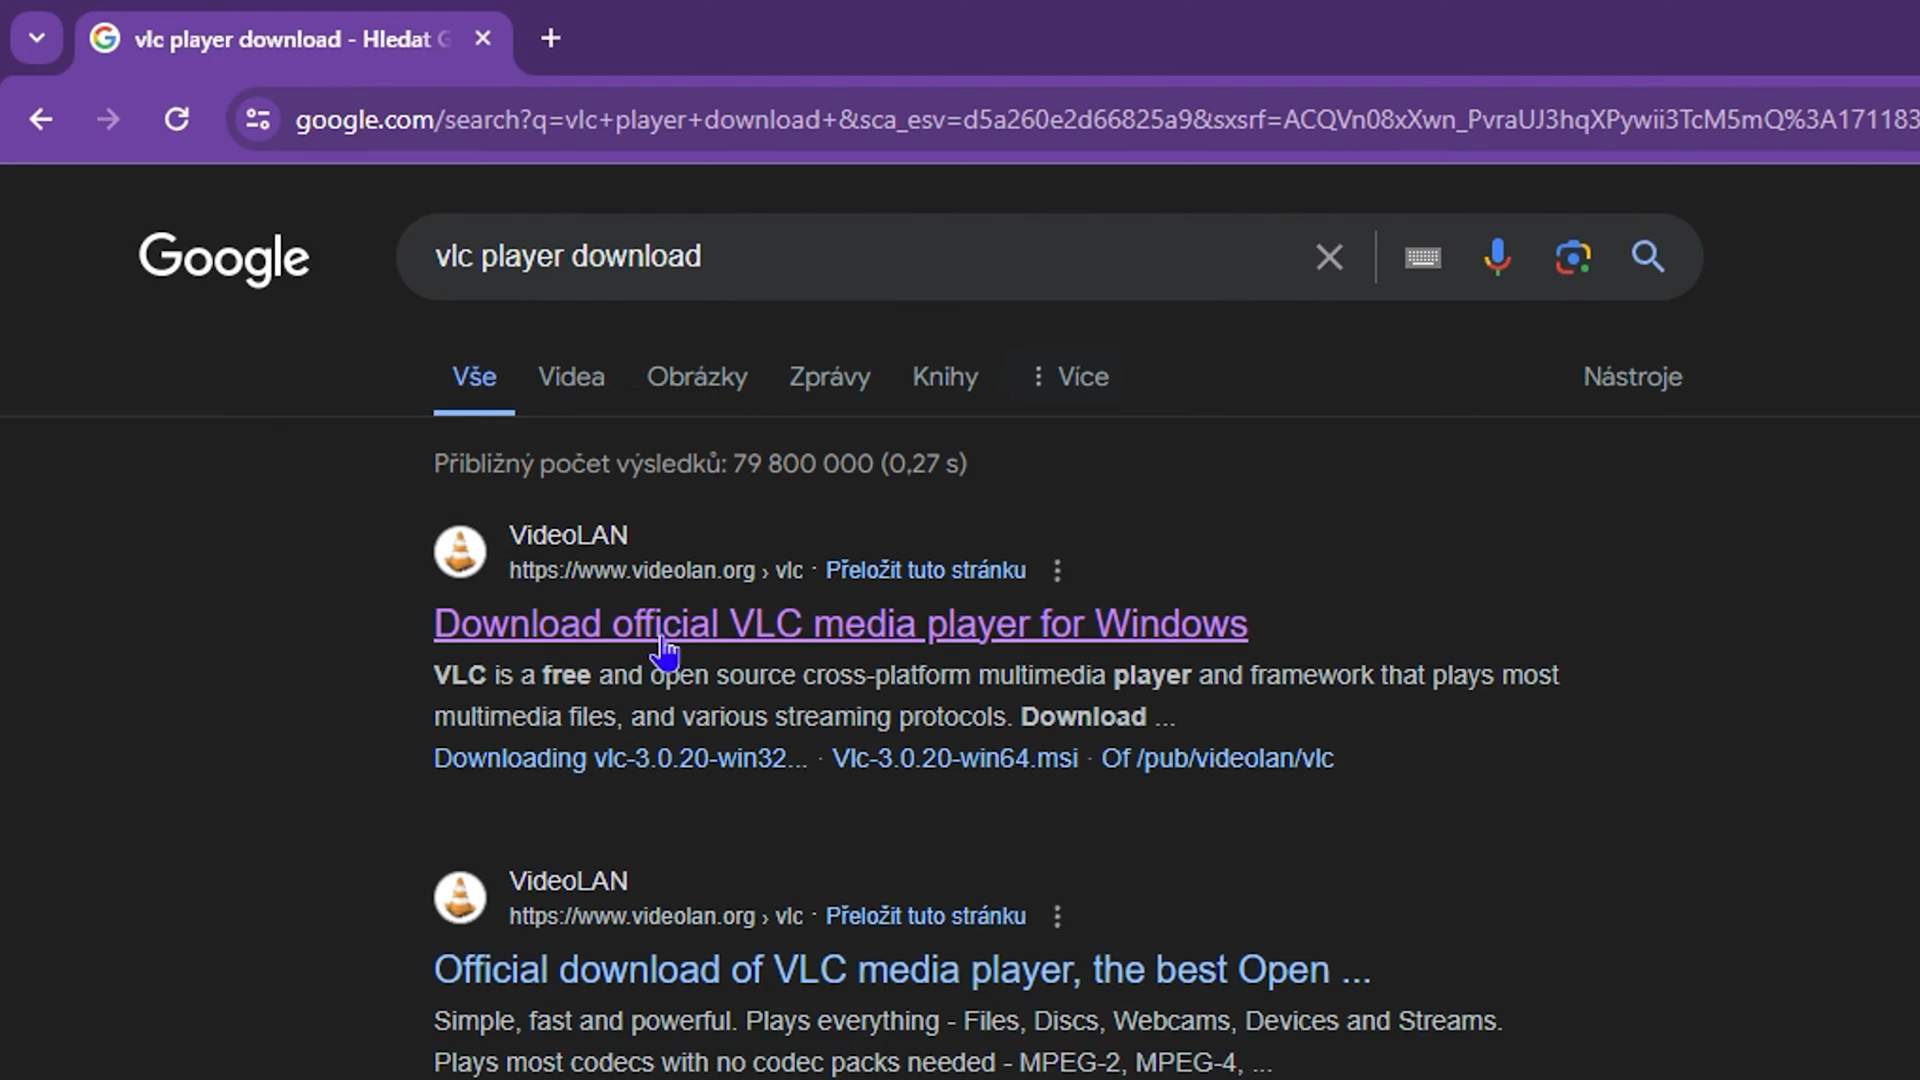 vlc player download - Hledat G
google.com/search?q=vlc+player+download+&sca_esv=d5a260e2d66825a9&sxsrf=ACQVn08xXwn_PvraUJ3hqXPywii3TcM5mQ%3A171183
Google
vlc player download
Vše Videa Obrázky Zprávy Knihy Více Nástroje
Přibližný počet výsledků: 79 800 000 (0,27 s)
VideoLAN
https://www.videolan.org › vlc · Přeložit tuto stránku
Download official VLC media player for Windows
VLC is a free and open source cross-platform multimedia player and framework that plays most
multimedia files, and various streaming protocols. Download ...
Downloading vlc-3.0.20-win32... · Vlc-3.0.20-win64.msi · Of /pub/videolan/vlc
VideoLAN
https://www.videolan.org › vlc · Přeložit tuto stránku
Official download of VLC media player, the best Open ...
Simple, fast and powerful. Plays everything - Files, Discs, Webcams, Devices and Streams.
Plays most codecs with no codec packs needed - MPEG-2, MPEG-4, ...